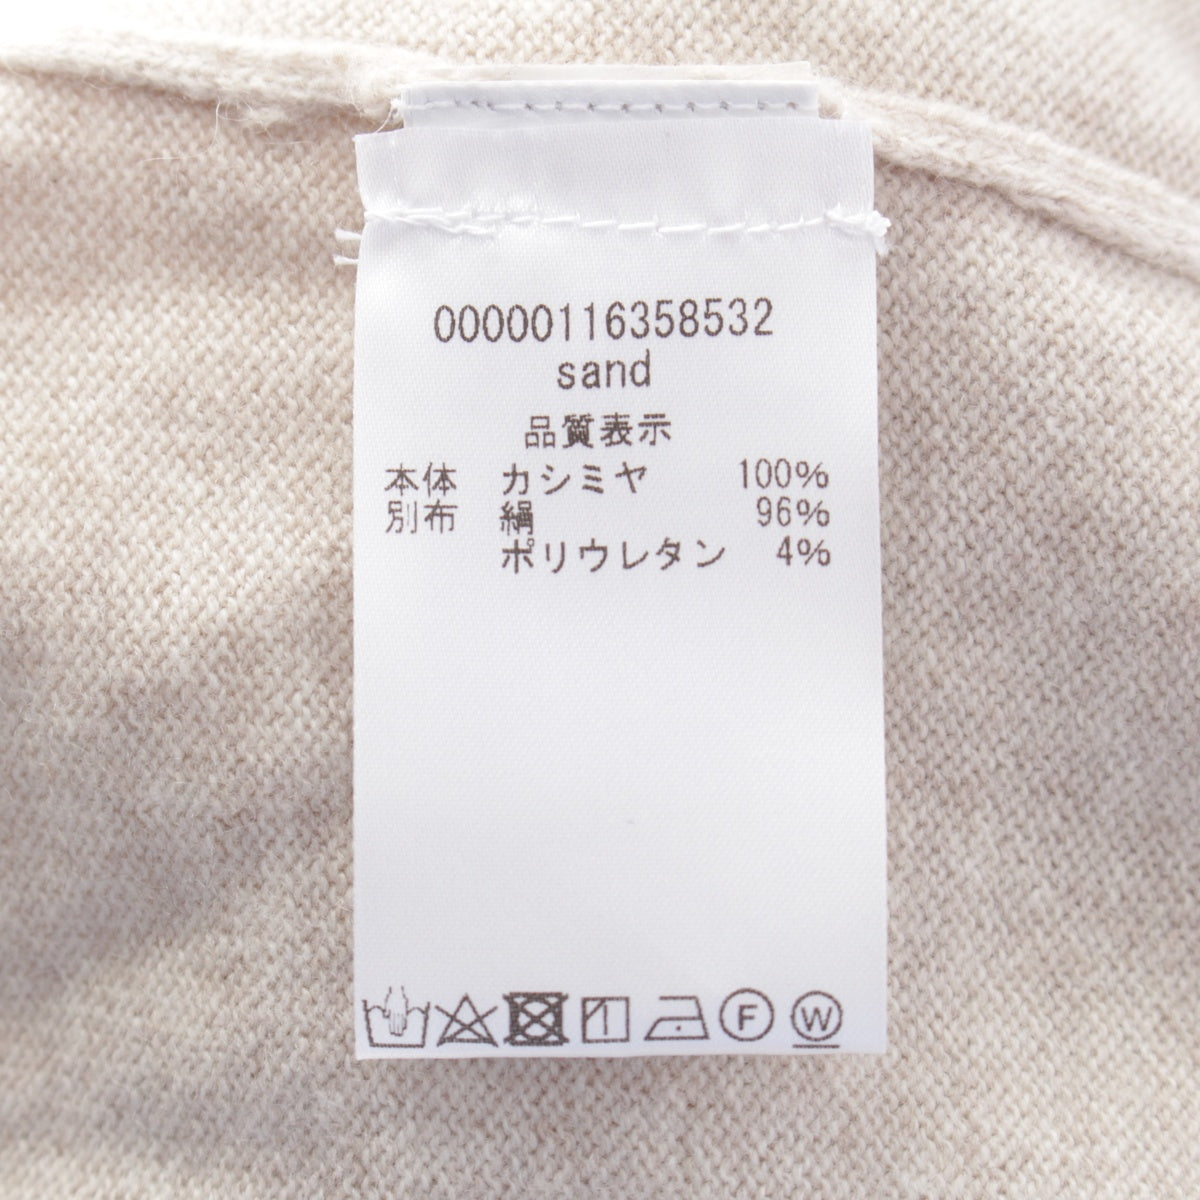 00000116358532
sand
品質表示
本体 カシミヤ 100%
別布 絹 96%
ポリウレタン 4%
F W